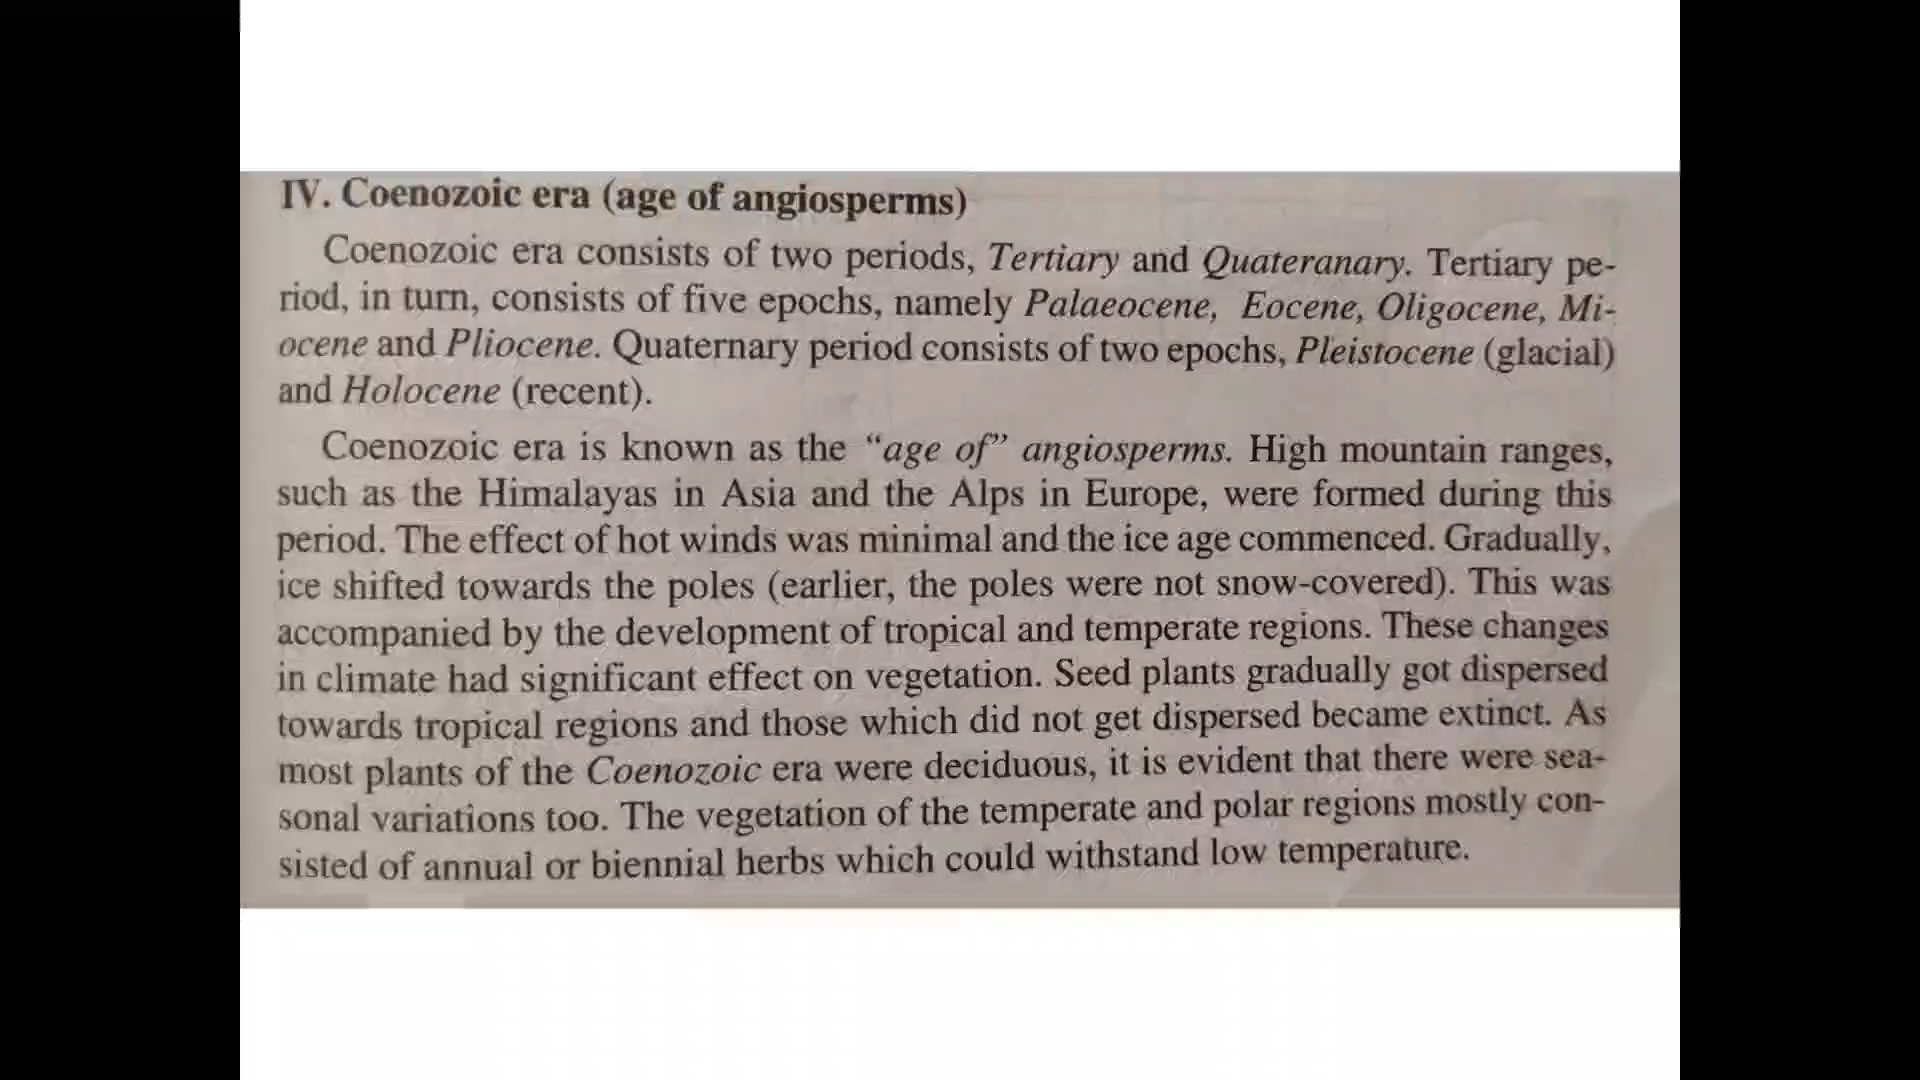 IV. Coenozoic era (age of angiosperms)
Coenozoic era consists of two periods, Tertiary and Quateranary. Tertiary pe-
riod, in turn, consists of five epochs, namely Palaeocene, Eocene, Oligocene, Mi-
ocene and Pliocene. Quaternary period consists of two epochs, Pleistocene (glacial)
and Holocene (recent).
Coenozoic era is known as the “age of” angiosperms. High mountain ranges,
such as the Himalayas in Asia and the Alps in Europe, were formed during this
period. The effect of hot winds was minimal and the ice age commenced. Gradually,
ice shifted towards the poles (earlier, the poles were not snow-covered). This was
accompanied by the development of tropical and temperate regions. These changes
in climate had significant effect on vegetation. Seed plants gradually got dispersed
towards tropical regions and those which did not get dispersed became extinct. As
most plants of the Coenozoic era were deciduous, it is evident that there were sea-
sonal variations too. The vegetation of the temperate and polar regions mostly con-
sisted of annual or biennial herbs which could withstand low temperature.